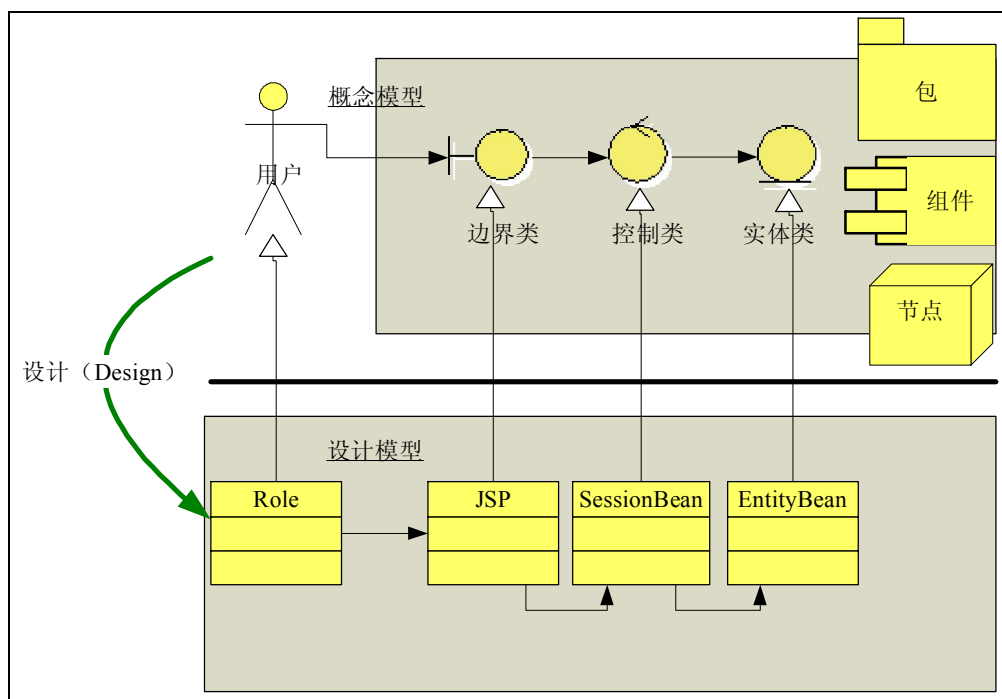 包
概念模型
用户
组件
边界类
控制类
实体类
节点
设计（Design）
设计模型
Role
JSP
SessionBean
EntityBean